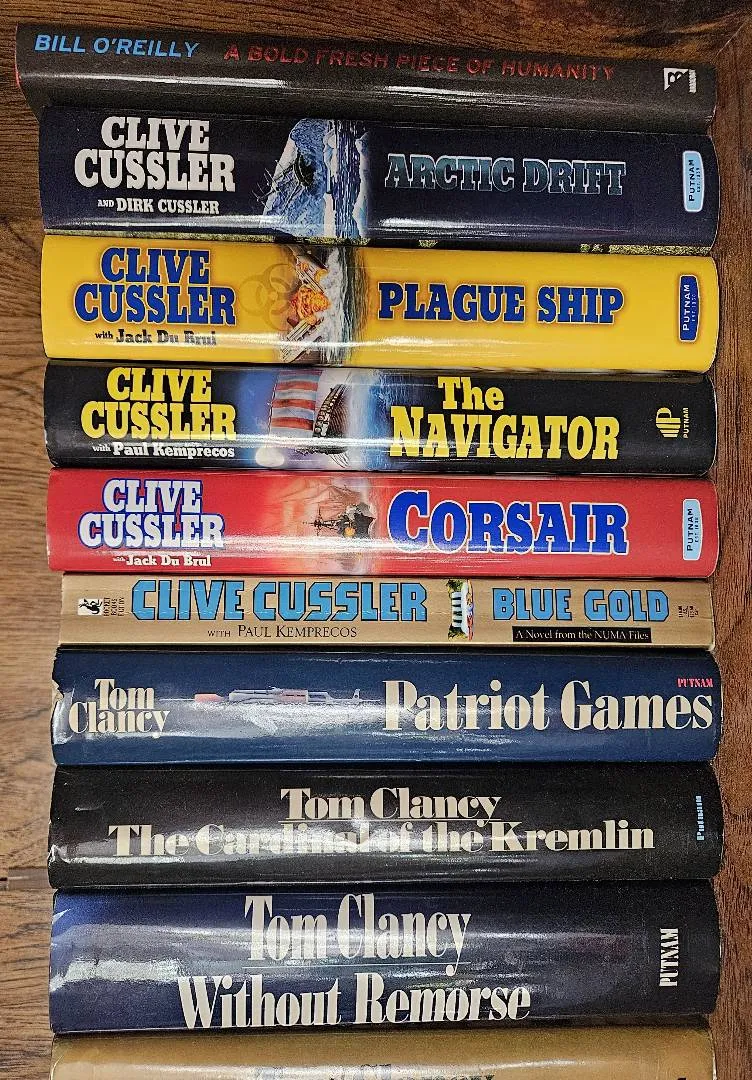 BILL O'REILLY A BOLD FRESH PIECE OF HUMANITY
CLIVE
CUSSLER
AND DIRK CUSSLER
ARCTIC DRIFT
PUTNAM
CLIVE
CUSSLER
with Jack Du Brul
PLAGUE SHIP
PUTNAM
CLIVE
CUSSLER
with Paul Kemprecos
The
NAVIGATOR
PUTNAM
CLIVE
CUSSLER
with Jack Du Brul
CORSAIR
PUTNAM
POCKET
BOOKS
FICTION
CLIVE CUSSLER
WITH PAUL KEMPRECOS
BLUE GOLD
A Novel from the NUMA Files
Tom
Clancy
Patriot Games
PUTNAM
Tom Clancy
The Cardinal of the Kremlin
Putnam
Tom Clancy
Without Remorse
PUTNAM